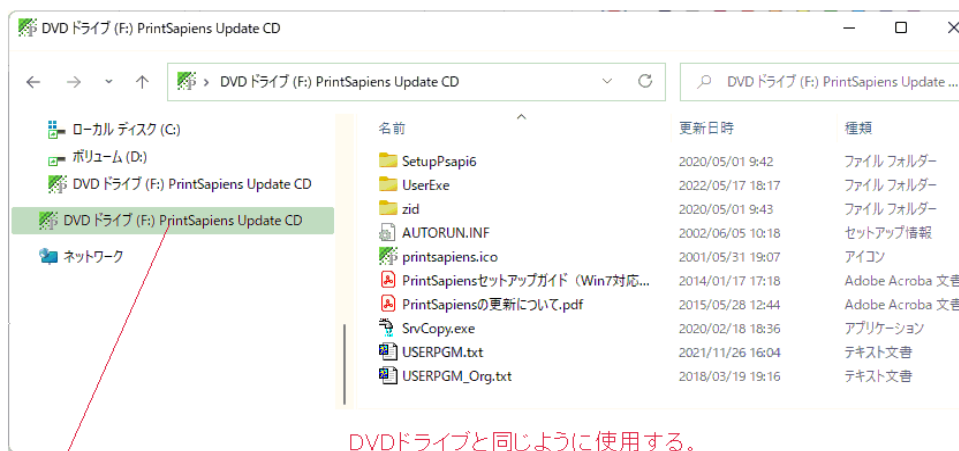 DVD ドライブ (F:) PrintSapiens Update CD
DVD ドライブ (F:) PrintSapiens Update CD
DVD ドライブ (F:) PrintSapiens Update ...
ローカル ディスク (C:)
ボリューム (D:)
DVD ドライブ (F:) PrintSapiens Update CD
DVD ドライブ (F:) PrintSapiens Update CD
ネットワーク
名前 更新日時 種類
SetupPsapi6 2020/05/01 9:42 ファイル フォルダー
UserExe 2022/05/17 18:17 ファイル フォルダー
zid 2020/05/01 9:43 ファイル フォルダー
AUTORUN.INF 2002/06/05 10:18 セットアップ情報
printsapiens.ico 2001/05/31 19:07 アイコン
PrintSapiensセットアップガイド（Win7対応... 2014/01/17 17:18 Adobe Acroba 文書
PrintSapiensの更新について.pdf 2015/05/28 12:44 Adobe Acroba 文書
SrvCopy.exe 2020/02/18 18:36 アプリケーション
USERPGM.txt 2021/11/26 16:04 テキスト文書
USERPGM_Org.txt 2018/03/19 19:16 テキスト文書
DVDドライブと同じように使用する。